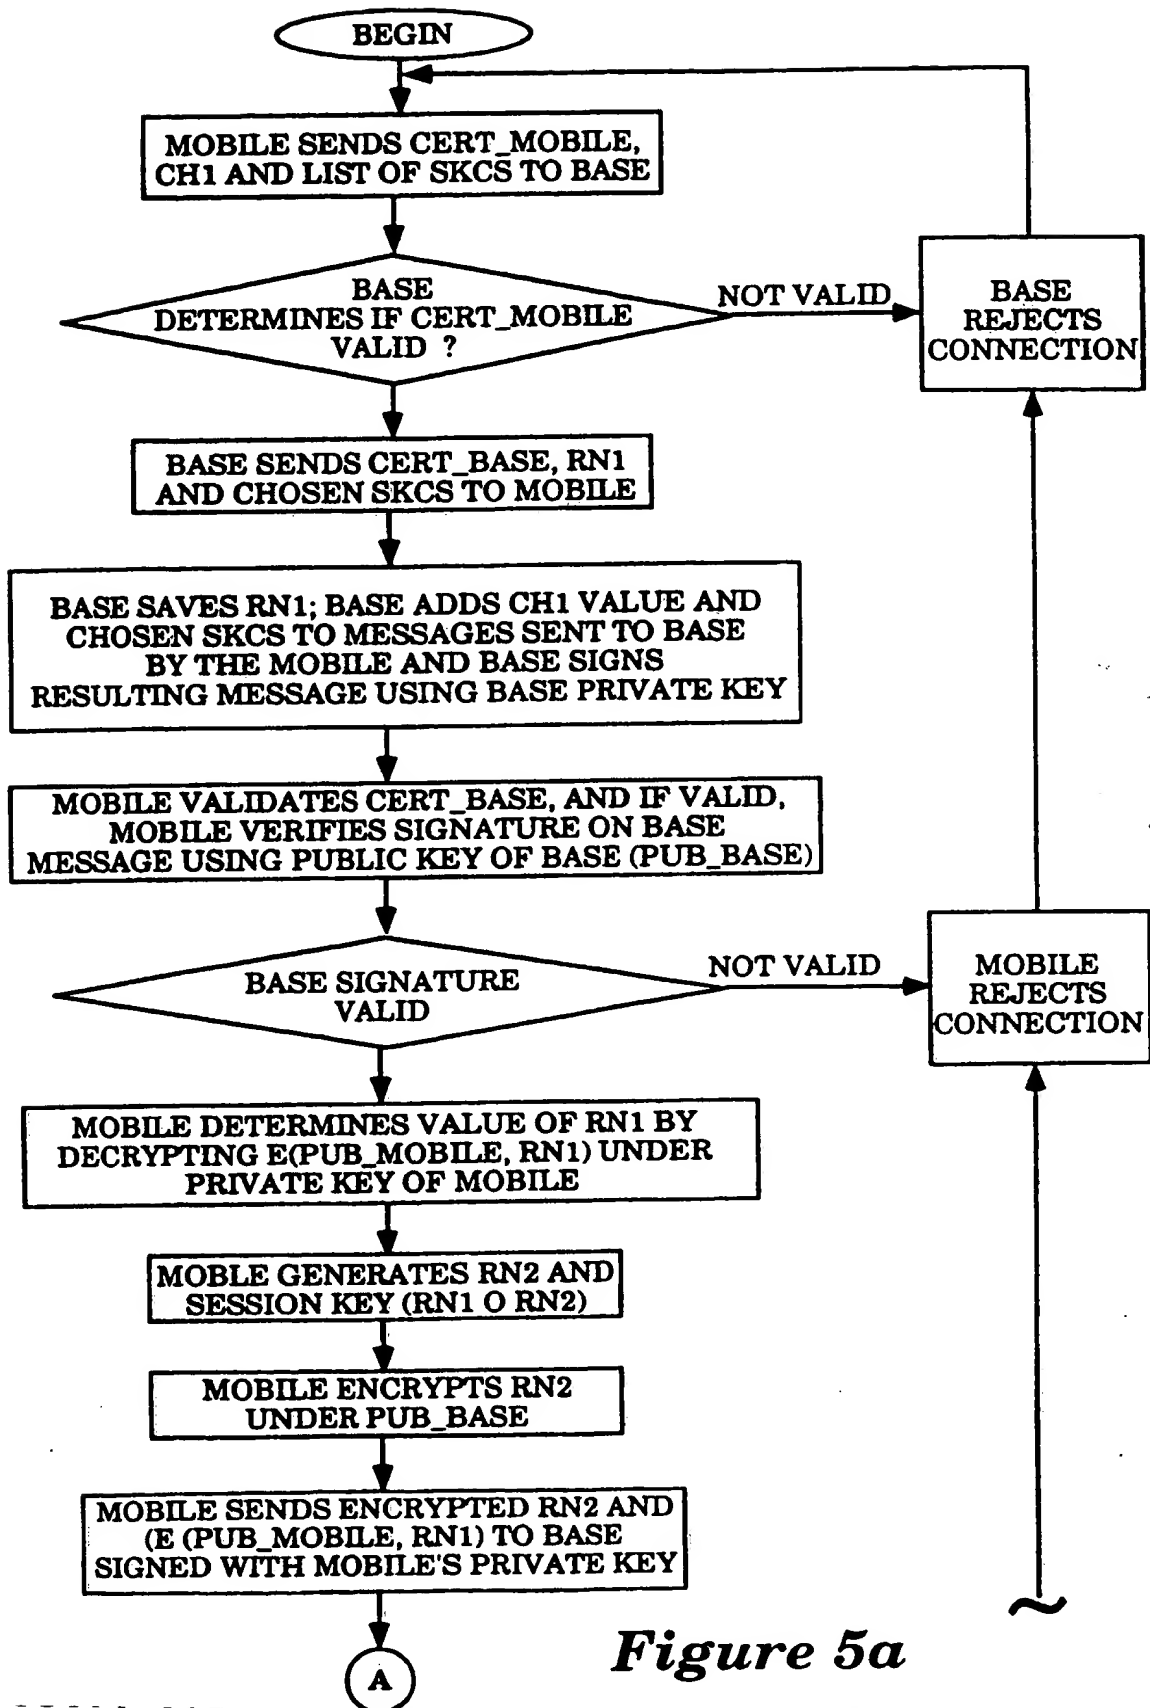 BEGIN
MOBILE SENDS CERT_MOBILE,
CH1 AND LIST OF SKCS TO BASE
BASE
DETERMINES IF CERT_MOBILE
VALID ?
NOT VALID
BASE
REJECTS
CONNECTION
BASE SENDS CERT_BASE, RN1
AND CHOSEN SKCS TO MOBILE
BASE SAVES RN1; BASE ADDS CH1 VALUE AND
CHOSEN SKCS TO MESSAGES SENT TO BASE
BY THE MOBILE AND BASE SIGNS
RESULTING MESSAGE USING BASE PRIVATE KEY
MOBILE VALIDATES CERT_BASE, AND IF VALID,
MOBILE VERIFIES SIGNATURE ON BASE
MESSAGE USING PUBLIC KEY OF BASE (PUB_BASE)
BASE SIGNATURE
VALID
NOT VALID
MOBILE
REJECTS
CONNECTION
MOBILE DETERMINES VALUE OF RN1 BY
DECRYPTING E(PUB_MOBILE, RN1) UNDER
PRIVATE KEY OF MOBILE
MOBLE GENERATES RN2 AND
SESSION KEY (RN1 O RN2)
MOBILE ENCRYPTS RN2
UNDER PUB_BASE
MOBILE SENDS ENCRYPTED RN2 AND
(E (PUB_MOBILE, RN1) TO BASE
SIGNED WITH MOBILE'S PRIVATE KEY
A
Figure 5a